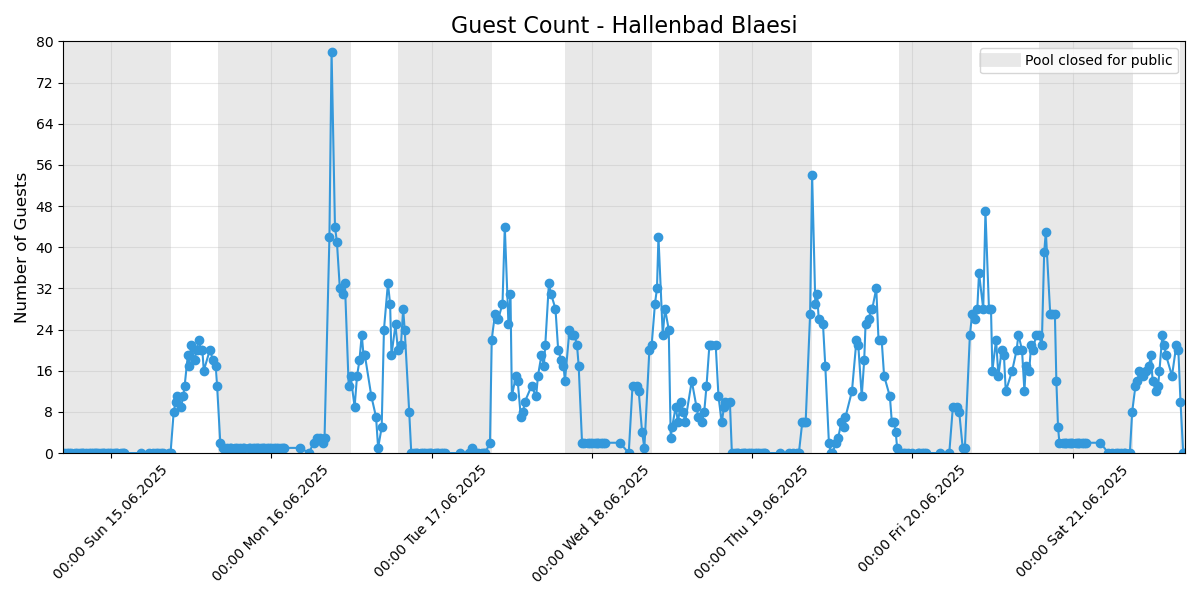 Guest Count - Hallenbad Blaesi
Number of Guests
80
72
64
56
48
40
32
24
16
8
0
Pool closed for public
00:00 Sun 15.06.2025
00:00 Mon 16.06.2025
00:00 Tue 17.06.2025
00:00 Wed 18.06.2025
00:00 Thu 19.06.2025
00:00 Fri 20.06.2025
00:00 Sat 21.06.2025